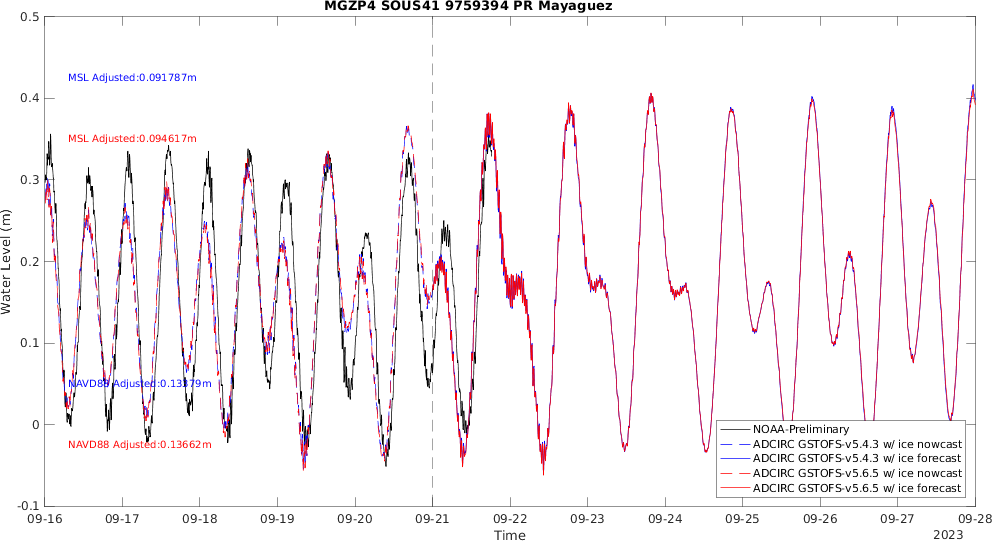 MGZP4 SOUS41 9759394 PR Mayaguez
0.5
MSL Adjusted:0.091787m
0.4
MSL Adjusted:0.094617m
0.3
Water Level (m)
0.2
0.1
NAVD88 Adjusted:0.13379m
0
NAVD88 Adjusted:0.13662m
NOAA-Preliminary
ADCIRC GSTOFS-v5.4.3 w/ ice nowcast
ADCIRC GSTOFS-v5.4.3 w/ ice forecast
ADCIRC GSTOFS-v5.6.5 w/ ice nowcast
ADCIRC GSTOFS-v5.6.5 w/ ice forecast
-0.1
09-16 09-17 09-18 09-19 09-20 09-21 09-22 09-23 09-24 09-25 09-26 09-27 09-28
Time
2023